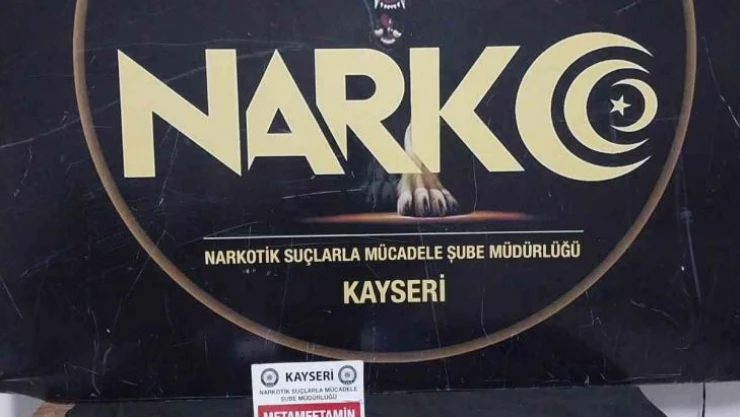 NARKO
NARKOTİK SUÇLARLA MÜCADELE ŞUBE MÜDÜRLÜĞÜ
KAYSERİ
KAYSERİ
NARKOTİK SUÇLARLA MÜCADELE
ŞUBE MÜDÜRLÜĞÜ
METAMFETAMİN